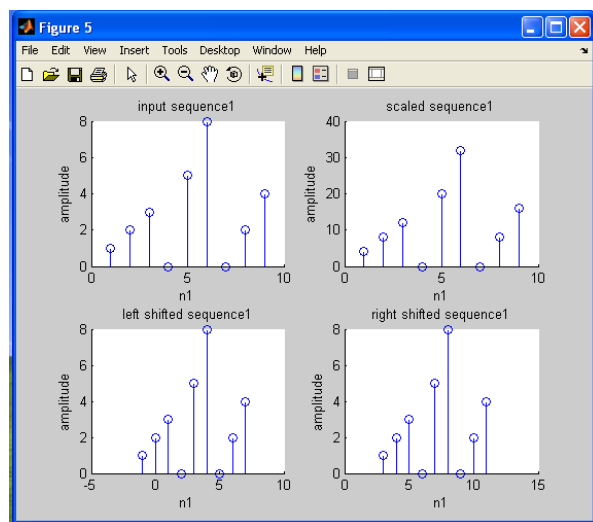 Figure 5
File Edit View Insert Tools Desktop Window Help
input sequence1
8
6
4
2
0
amplitude
0 5 10
n1
scaled sequence1
40
30
20
10
0
amplitude
0 5 10
n1
left shifted sequence1
8
6
4
2
0
amplitude
-5 0 5 10
n1
right shifted sequence1
8
6
4
2
0
amplitude
0 5 10 15
n1